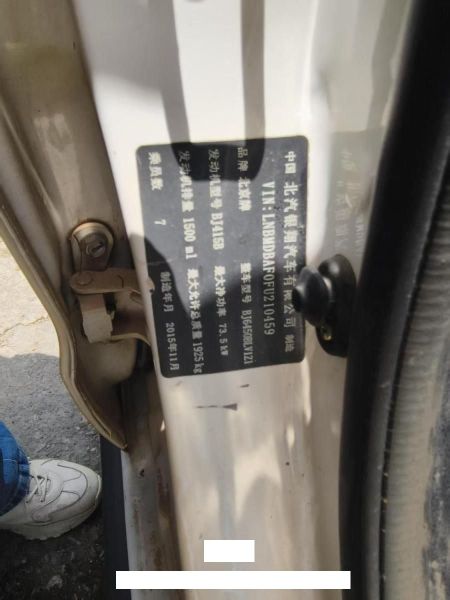 中国 北汽银翔汽车有限公司 制造
VIN:LNBMDBAF0FU210459
品牌 北京牌 整车型号 BJ6450BLV1Z1
发动机型号 BJ415B 最大净功率 73.5 kW
发动机排量 1500 ml 最大允许总质量 1925 kg
乘员数 7 制造年月 2015年11月